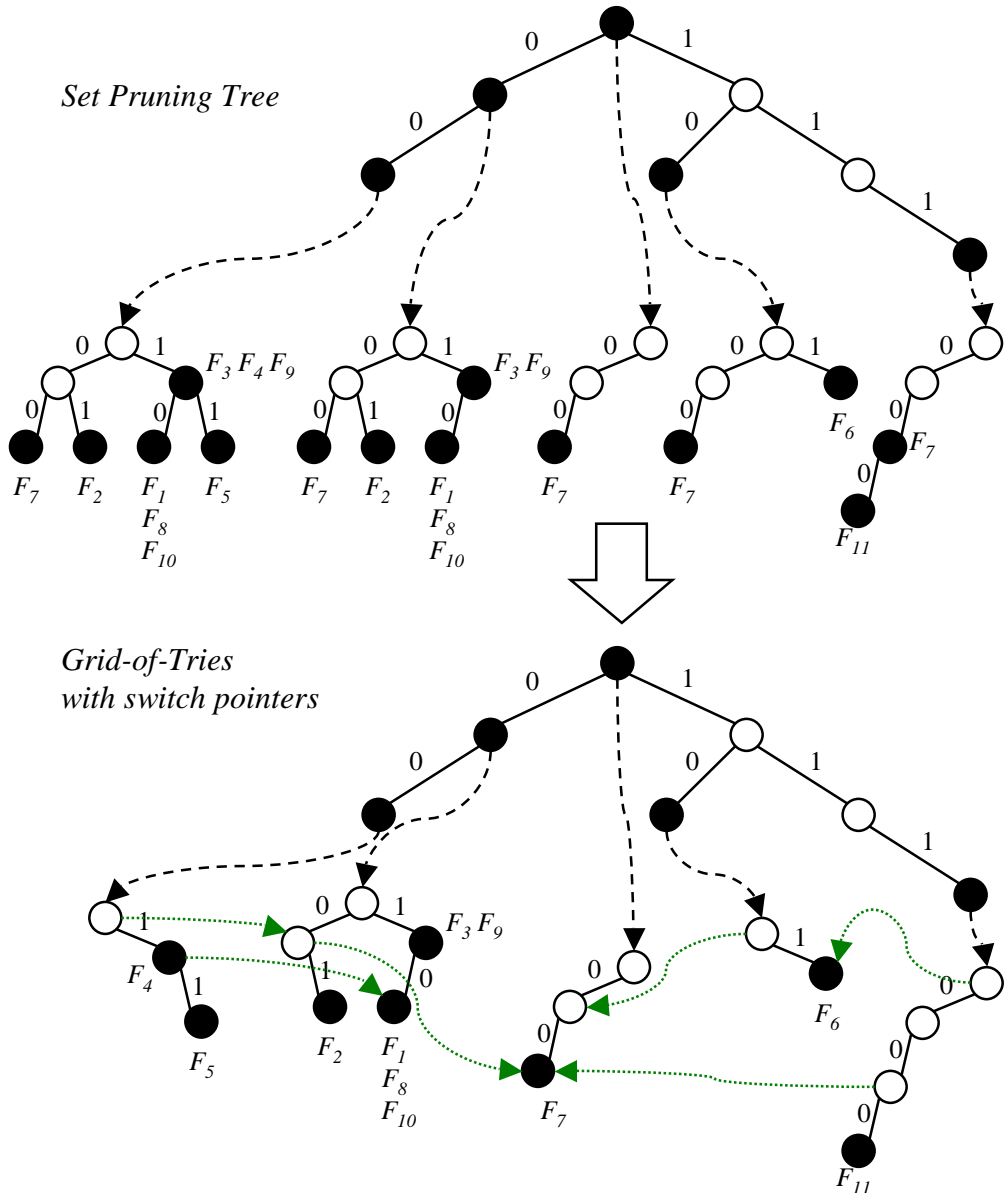 0
1
Set Pruning Tree
0
0
1
1
0 1 0 1 0 0 1 0
F3 F4 F9 F3 F9
0 1 0 1 0 1 0 0 0 0
F6 F7
F7 F2 F1 F5 F7 F2 F1 F7 F7 0
F8 F8 F11
F10 F10
Grid-of-Tries
with switch pointers
0
1
0
0
1
1
1 0 1 F3 F9
F4 1 1 0 0 1 0
F6
F5 F2 F1 0 0
F8 F7 0
F10
F11